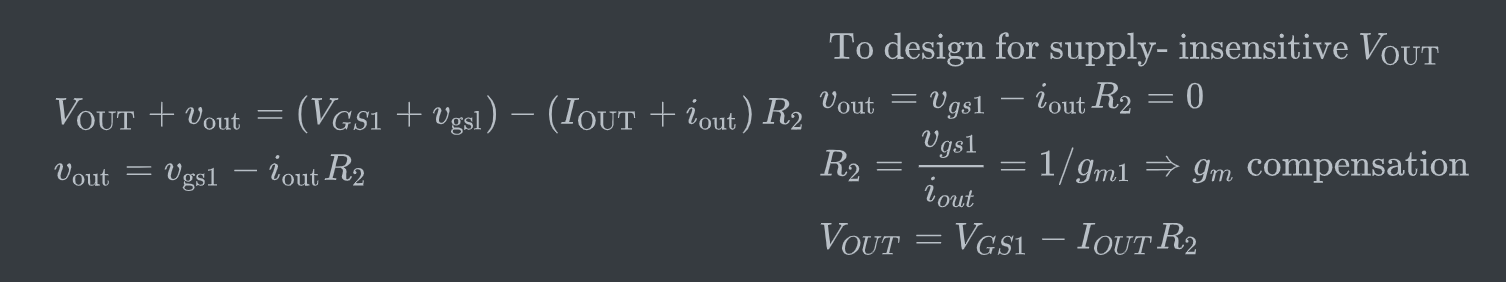 V_OUT + v_out = (V_GS1 + v_gsl) − (I_OUT + i_out) R_2
v_out = v_gs1 − i_out R_2
To design for supply- insensitive V_OUT
v_out = v_gs1 − i_out R_2 = 0
R_2 = v_gs1 / i_out = 1/g_m1 ⇒ g_m compensation
V_OUT = V_GS1 − I_OUT R_2